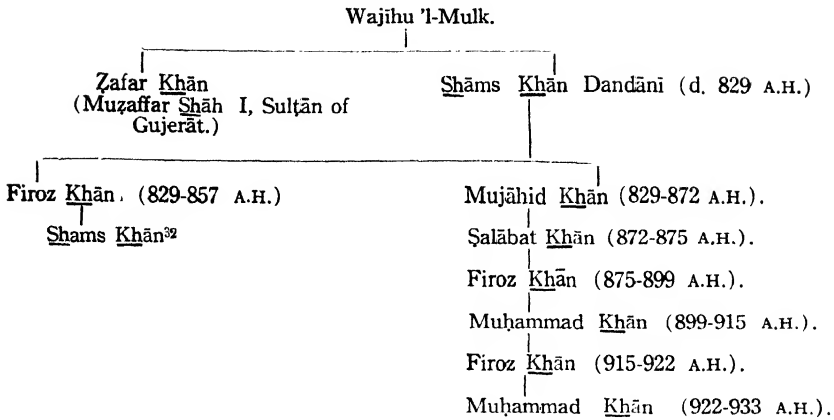 Wajīhu 'l-Mulk.
Ẓafar Khān
(Muẓaffar Shāh I, Sulṭān of
Gujerāt.)
Shāms Khān Dandāni (d. 829 A.H.)
Firoz Khān. (829-857 A.H.)
Shams Khān³²
Mujāhid Khān (829-872 A.H.).
Ṣalābat Khān (872-875 A.H.).
Firoz Khān (875-899 A.H.).
Muḥammad Khān (899-915 A.H.).
Firoz Khān (915-922 A.H.).
Muḥammad Khān (922-933 A.H.).